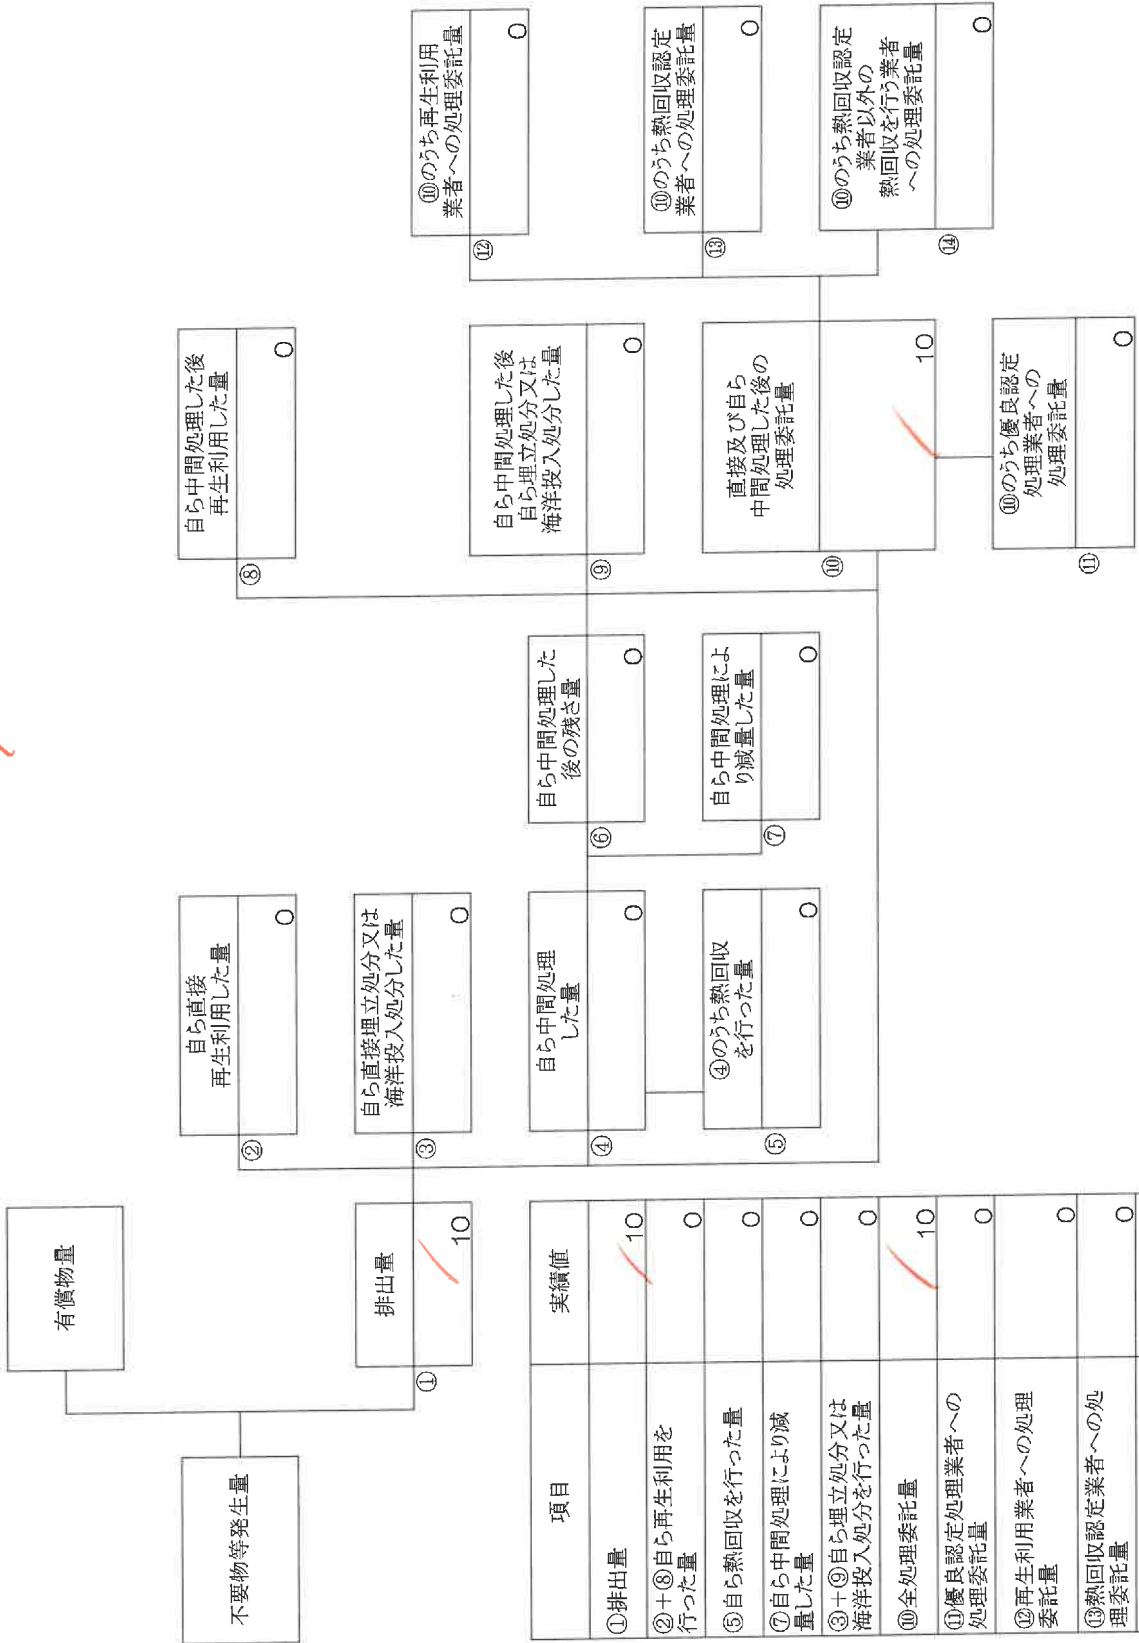 不要物等発生量
有償物量
①
排出量
10
②
自ら直接
再生利用した量
0
③
自ら直接埋立処分又は
海洋投入処分した量
0
④
自ら中間処理
した量
0
⑤
④のうち熱回収
を行った量
0
⑥
自ら中間処理した
後の残さ量
0
⑦
自ら中間処理によ
り減量した量
0
⑧
自ら中間処理した後
再生利用した量
0
⑨
自ら中間処理した後
自ら埋立処分又は
海洋投入処分した量
0
⑩
直接及び自ら
中間処理した後の
処理委託量
10
⑪
⑩のうち優良認定
処理業者への
処理委託量
0
⑫
⑩のうち再生利用
業者への処理委託量
0
⑬
⑩のうち熱回収認定
業者への処理委託量
0
⑭
⑩のうち熱回収認定
業者以外の
熱回収を行う業者
への処理委託量
0
項目 実績値
①排出量 10
②+⑧自ら再生利用を
行った量 0
⑤自ら熱回収を行った量 0
⑦自ら中間処理により減
量した量 0
③+⑨自ら埋立処分又は
海洋投入処分を行った量 0
⑩全処理委託量 10
⑪優良認定処理業者への
処理委託量 0
⑫再生利用業者への処理
委託量 0
⑬熱回収認定業者への処
理委託量 0